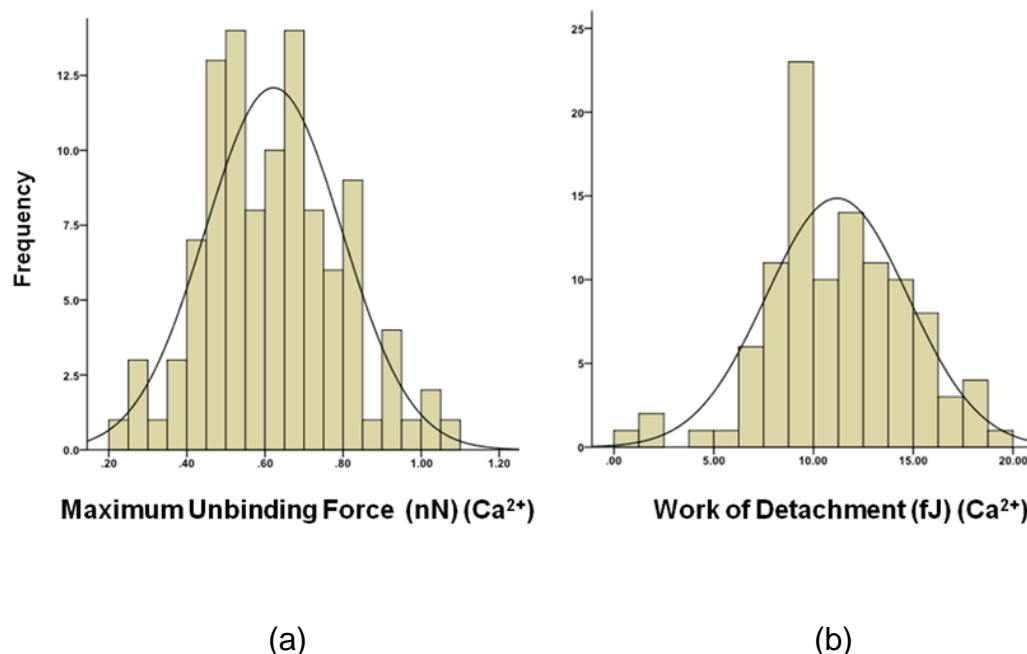 Frequency
12.5
10.0
7.5
5.0
2.5
0.0
.20 .40 .60 .80 1.00 1.20
Maximum Unbinding Force (nN) (Ca²⁺)
(a)
25
20
15
10
5
0
.00 5.00 10.00 15.00 20.00
Work of Detachment (fJ) (Ca²⁺)
(b)